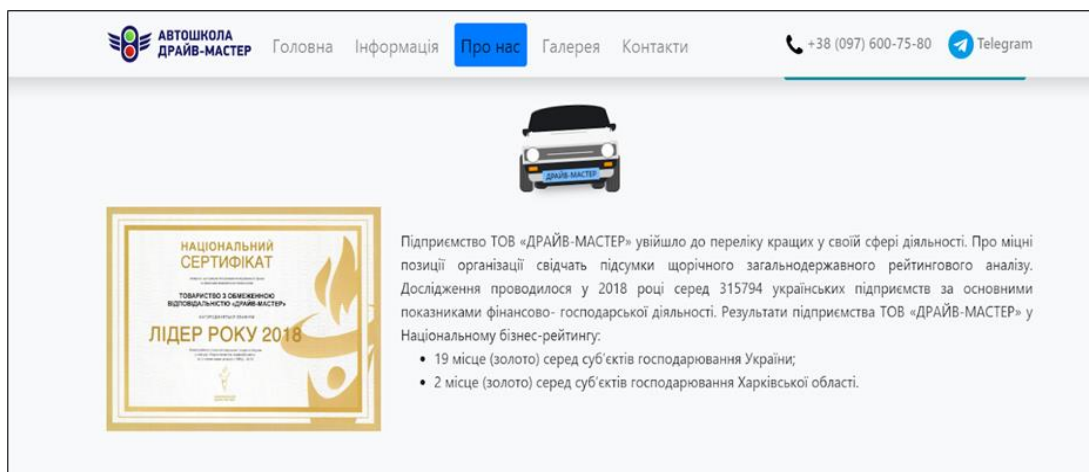 АВТОШКОЛА
ДРАЙВ-МАСТЕР
Головна Інформація Про нас Галерея Контакти
+38 (097) 600-75-80 Telegram
ДРАЙВ-МАСТЕР
НАЦІОНАЛЬНИЙ
СЕРТИФІКАТ
ТОВАРИСТВО З ОБМЕЖЕННОЮ
ВІДПОВІДАЛЬНІСТЮ «ДРАЙВ-МАСТЕР»
ЛІДЕР РОКУ 2018
Підприємство ТОВ «ДРАЙВ-МАСТЕР» увійшло до переліку кращих у своїй сфері діяльності. Про міцні
позиції організації свідчать підсумки щорічного загальнодержавного рейтингового аналізу.
Дослідження проводилося у 2018 році серед 315794 українських підприємств за основними
показниками фінансово- господарської діяльності. Результати підприємства ТОВ «ДРАЙВ-МАСТЕР» у
Національному бізнес-рейтингу:
• 19 місце (золото) серед суб'єктів господарювання України;
• 2 місце (золото) серед суб'єктів господарювання Харківської області.